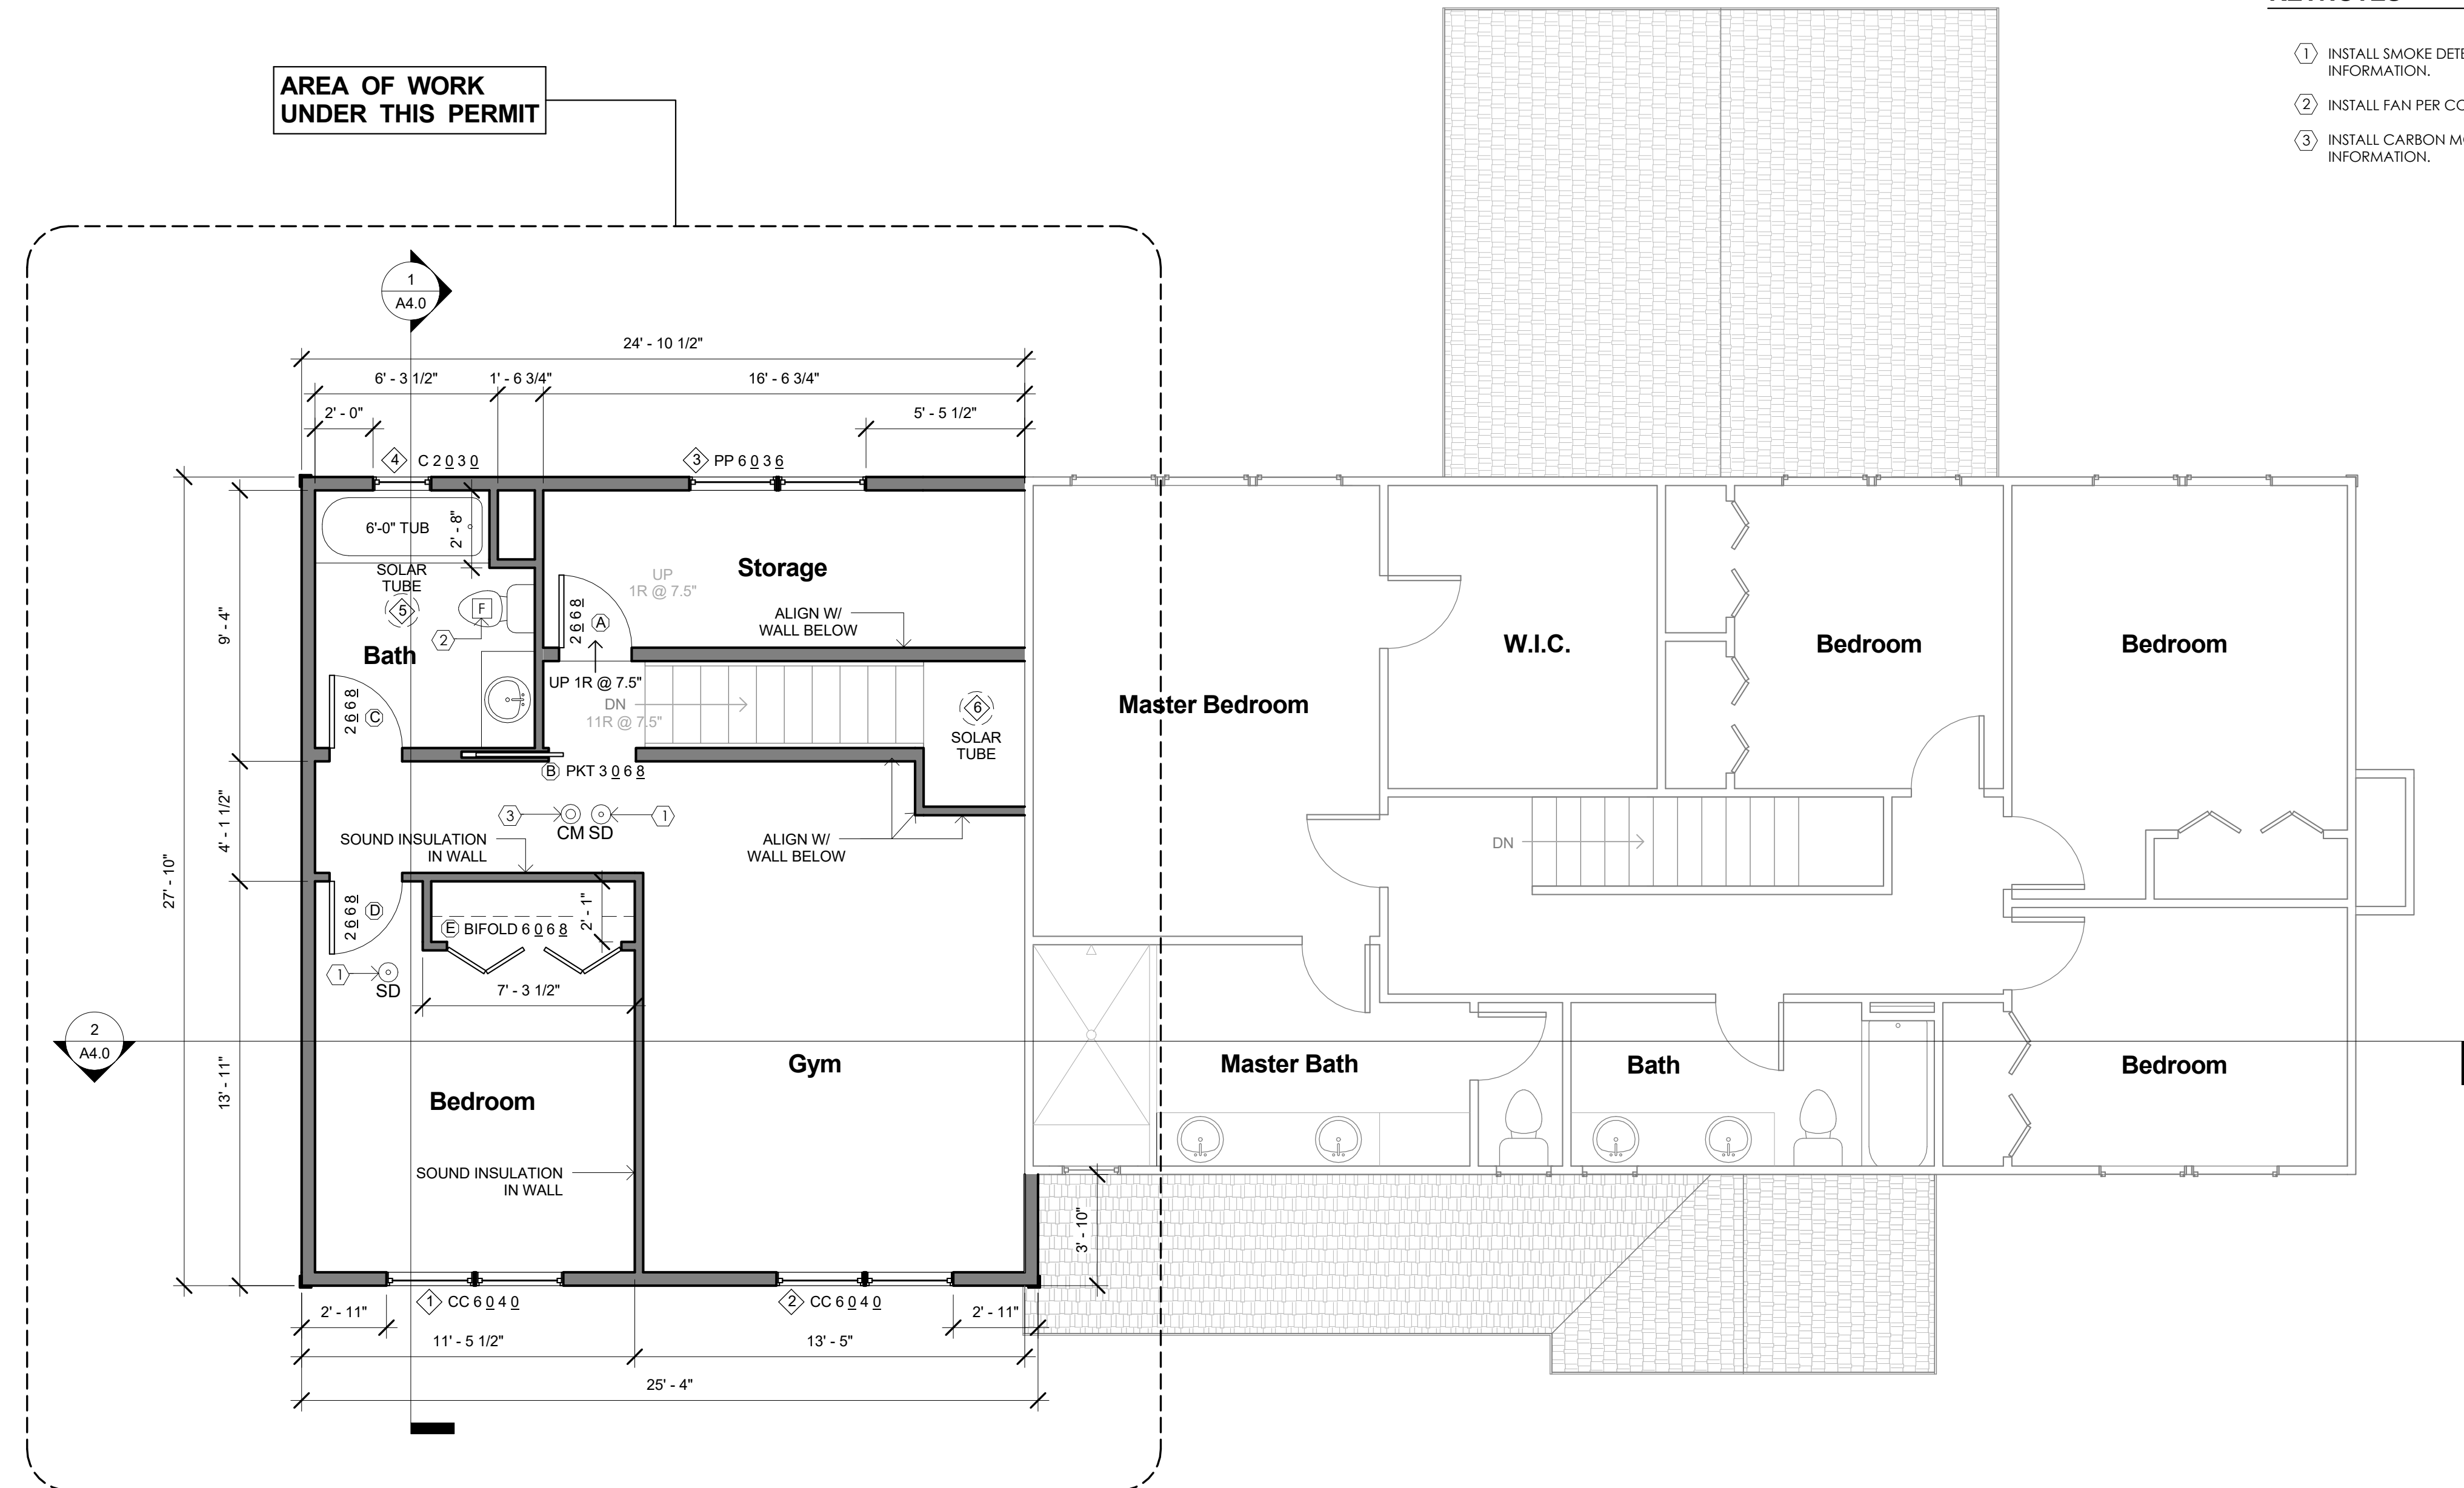 INSTALL SMOKE DETE
1
INFORMATION.
2
INSTALL FAN PER CO
3
INSTALL CARBON MO
INFORMATION.
AREA OF WORK
UNDER THIS PERMIT
1
A4.0
24' - 10 1/2"
6' - 3 1/2"
1' - 6 3/4"
16' - 6 3/4"
2' - 0"
5' - 5 1/2"
4
C 2 0 3 0
3
PP 6 0 3 6
6'-0" TUB
2' - 8"
SOLAR
TUBE
5
F
2
Bath
UP
1R @ 7.5"
Storage
2 6 6 8
A
ALIGN W/
WALL BELOW
9' - 4"
UP 1R @ 7.5"
DN
11R @ 7.5"
6
SOLAR
TUBE
2 6 6 8
C
B
PKT 3 0 6 8
Master Bedroom
W.I.C.
Bedroom
Bedroom
4' - 1 1/2"
27' - 10"
3
1
CM SD
SOUND INSULATION
IN WALL
ALIGN W/
WALL BELOW
DN
2 6 6 8
D
E
BIFOLD 6 0 6 8
2' - 1"
1
SD
7' - 3 1/2"
2
A4.0
13' - 11"
Bedroom
Gym
Master Bath
Bath
Bedroom
SOUND INSULATION
IN WALL
3' - 10"
1
CC 6 0 4 0
2
CC 6 0 4 0
2' - 11"
2' - 11"
11' - 5 1/2"
13' - 5"
25' - 4"